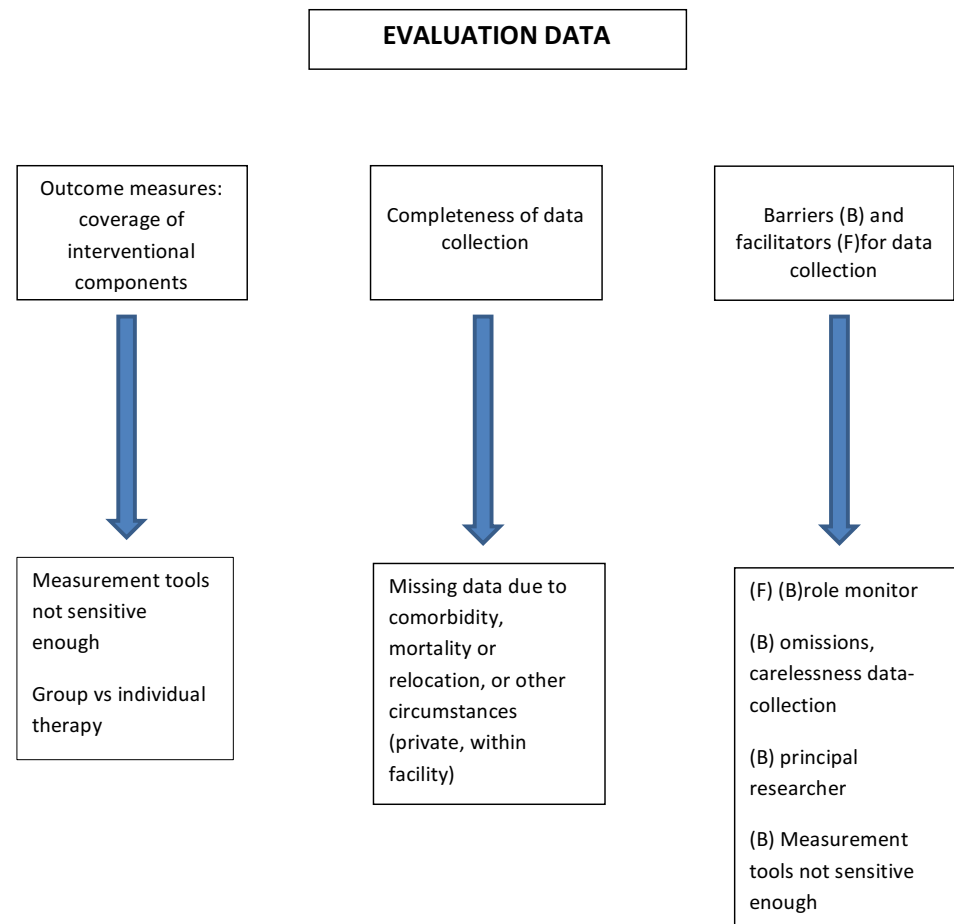 EVALUATION DATA
Outcome measures:
coverage of
interventional
components
Completeness of data
collection
Barriers (B) and
facilitators (F)for data
collection
Measurement tools
not sensitive
enough
Group vs individual
therapy
Missing data due to
comorbidity,
mortality or
relocation, or other
circumstances
(private, within
facility)
(F) (B)role monitor
(B) omissions,
carelessness data-
collection
(B) principal
researcher
(B) Measurement
tools not sensitive
enough